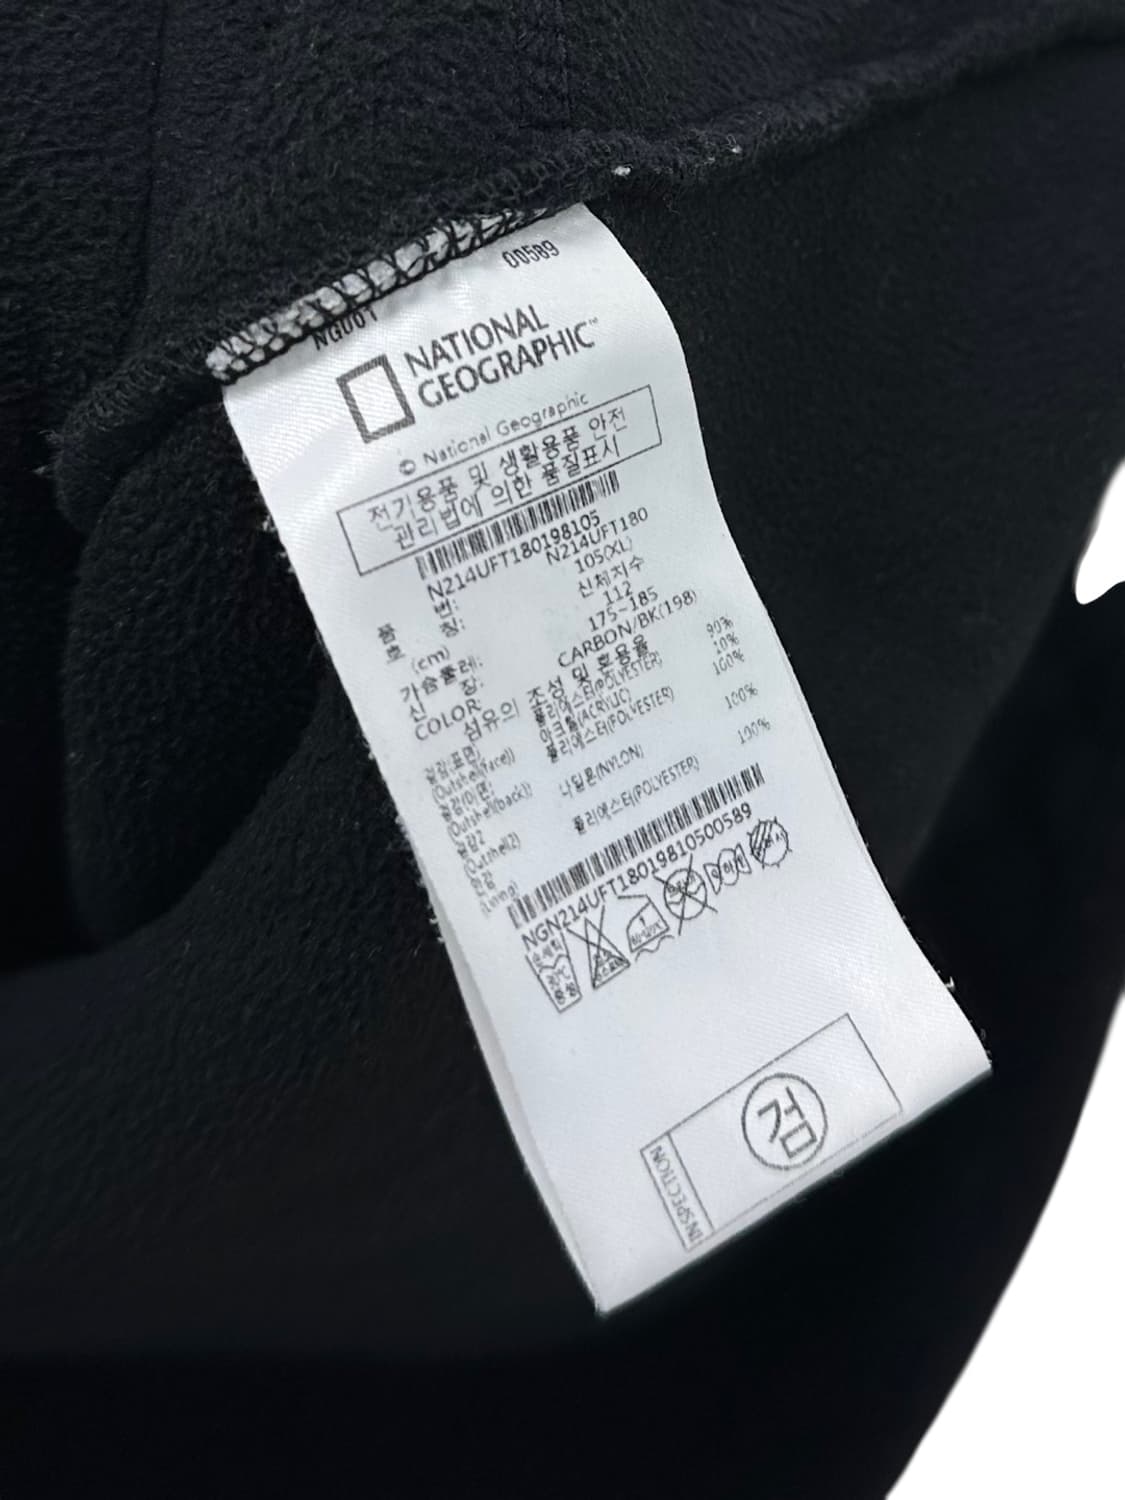 00589
NG001
NATIONAL
GEOGRAPHIC™
© National Geographic
전기용품 및 생활용품 안전
관리법에 의한 품질표시
N214UFT180198105
품 번: N214UFT180
호 칭: 105(XL)
(cm) 신체치수
가슴둘레: 112
신 장: 175~185
COLOR: CARBON/BK(198)
섬유의 조성 및 혼용율
겉감(표면) 폴리에스터(POLYESTER) 90%
(Outshell(face)) 아크릴(ACRYLIC) 10%
겉감(이면) 폴리에스터(POLYESTER) 100%
(Outshell(back))
겉감2 나일론(NYLON) 100%
(Outshell2)
안감 폴리에스터(POLYESTER) 100%
(Lining)
NGN214UFT18019810500589
손세탁
검
INSPECTION